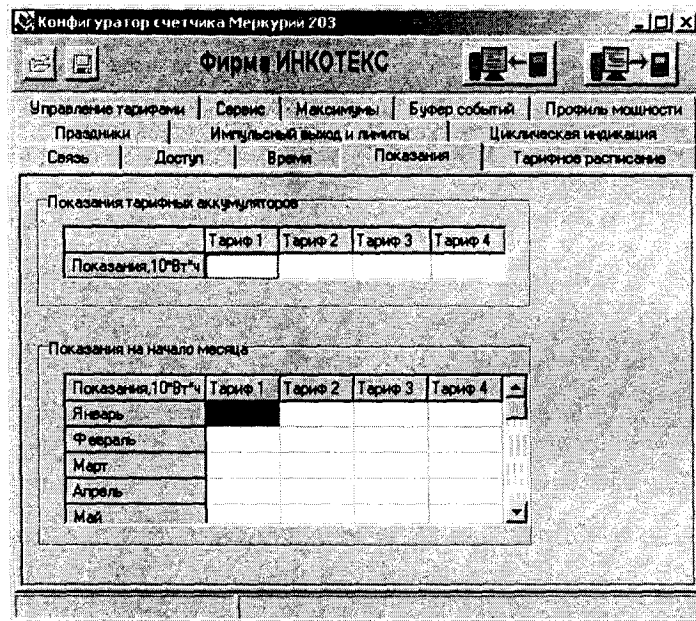 Конфигуратор счетчика Меркурий 203
Фирма ИНКОТЕКС
Управление тарифами Сервис Максимумы Буфер событий Профиль мощности
Праздники Импульсный выход и лимиты Циклическая индикация
Связь Доступ Время Показания Тарифное расписание
Показания тарифных аккумуляторов
Тариф 1 Тариф 2 Тариф 3 Тариф 4
Показания,10*Вт*ч
Показания на начало месяца
Показания,10*Вт*ч Тариф 1 Тариф 2 Тариф 3 Тариф 4
Январь
Февраль
Март
Апрель
Май